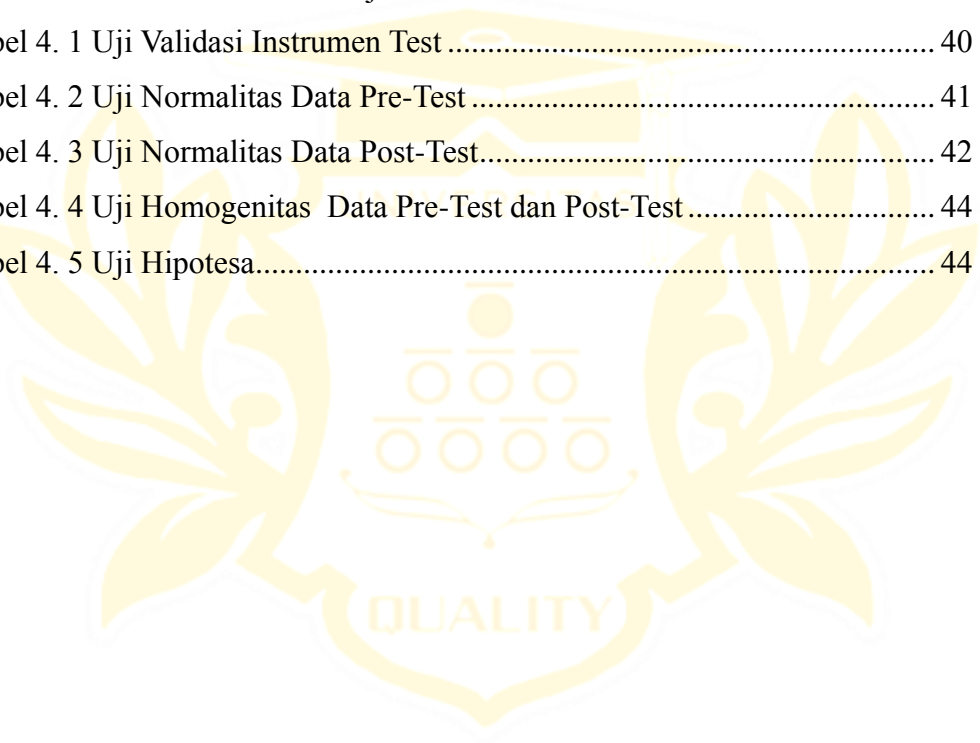 bel 4. 1 Uji Validasi Instrumen Test ................................................................ 40
bel 4. 2 Uji Normalitas Data Pre-Test ............................................................. 41
bel 4. 3 Uji Normalitas Data Post-Test............................................................ 42
bel 4. 4 Uji Homogenitas  Data Pre-Test dan Post-Test ................................. 44
UNIVERSITAS
bel 4. 5 Uji Hipotesa......................................................................................... 44
QUALITY